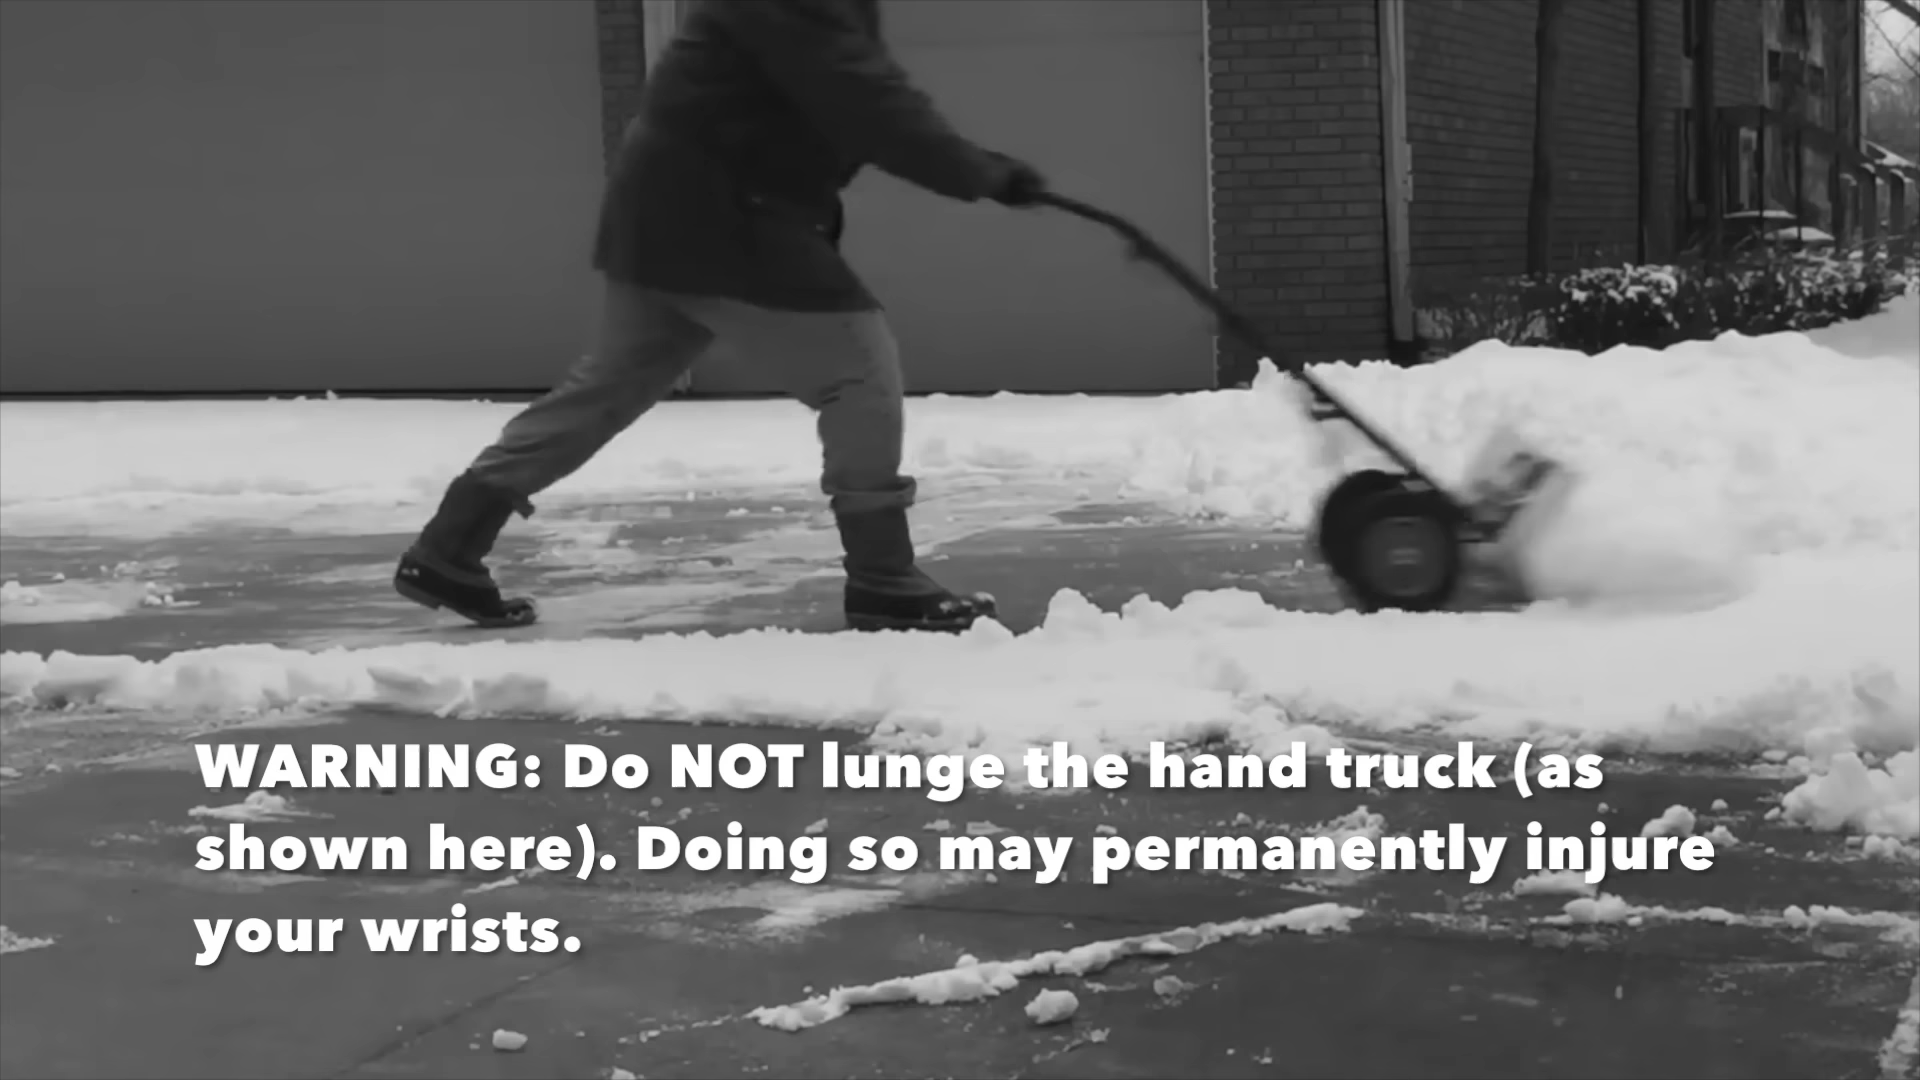 WARNING: Do NOT lunge the hand truck (as
shown here). Doing so may permanently injure
your wrists.